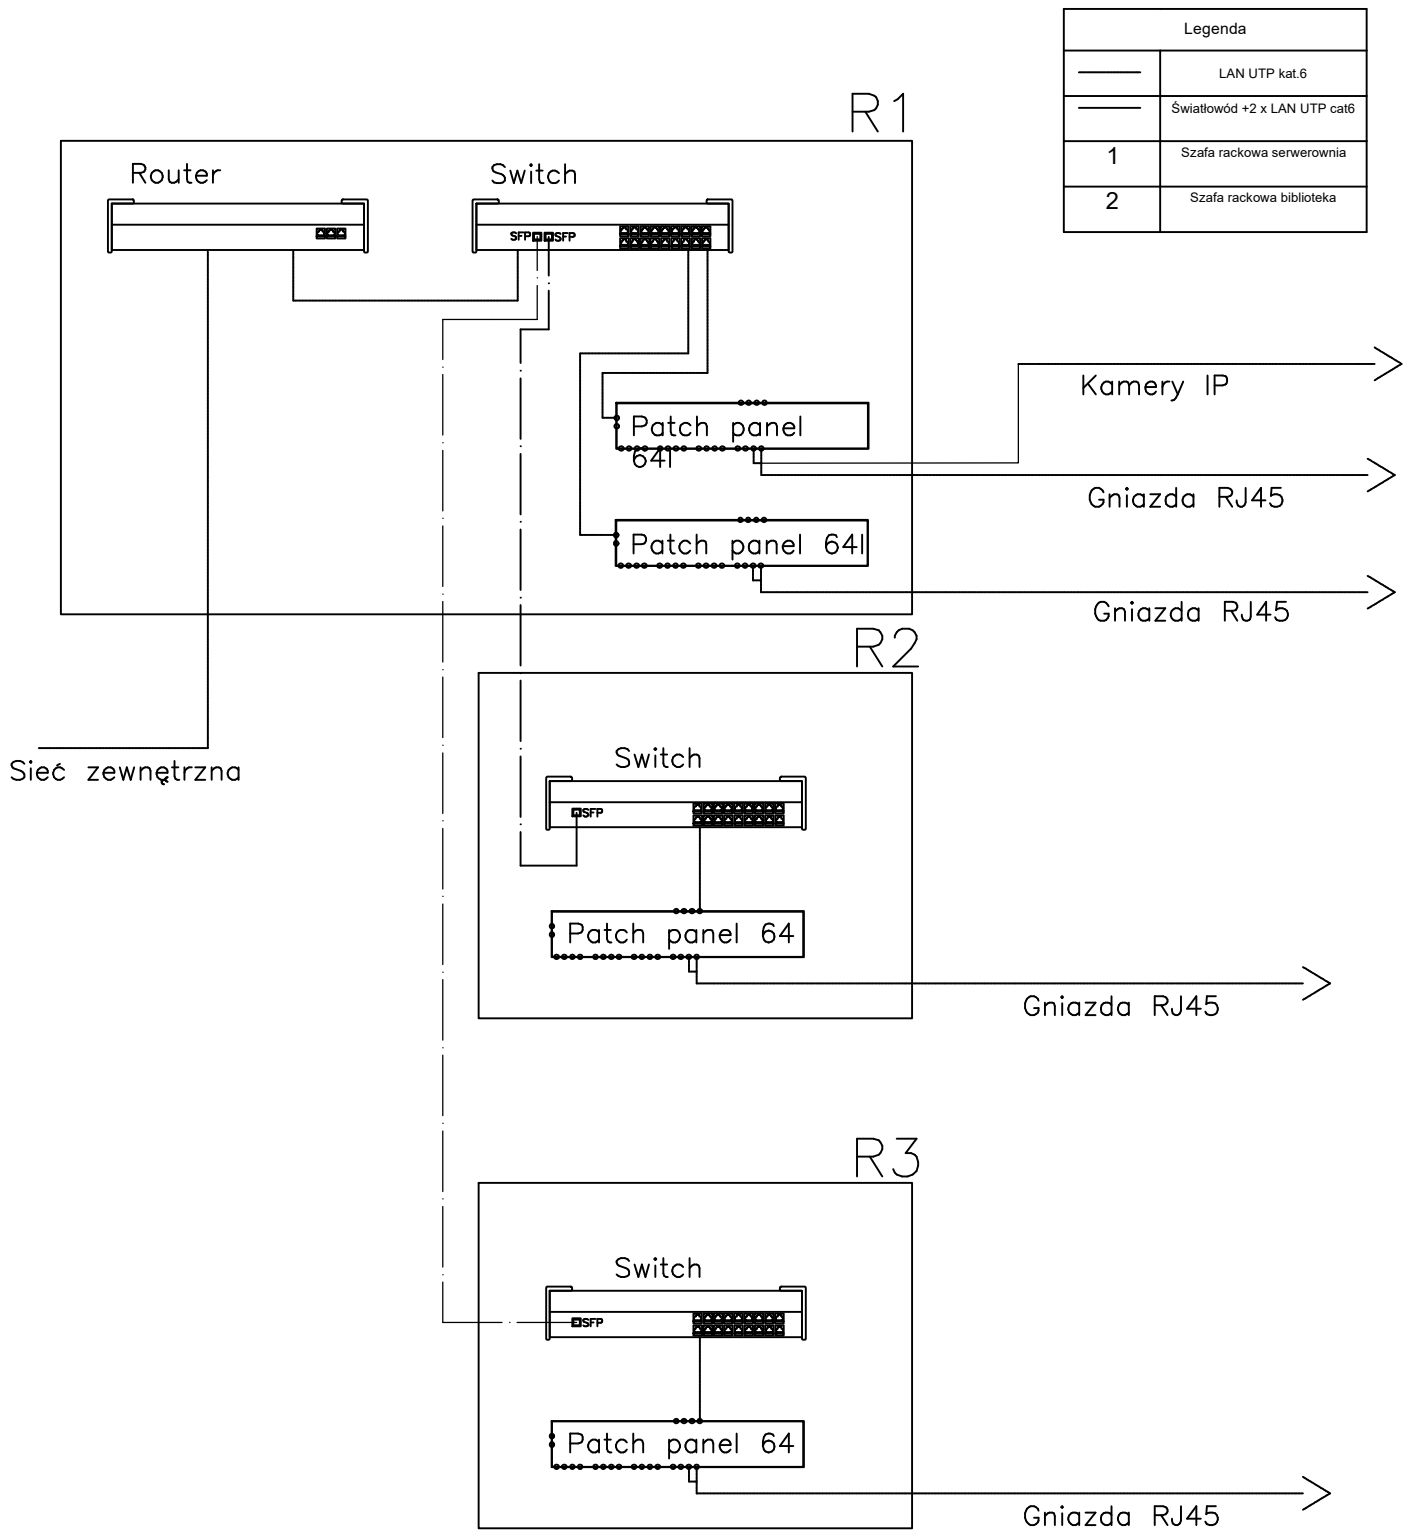 Legenda
LAN UTP kat.6
Światłowód +2 x LAN UTP cat6
1 Szafa rackowa serwerownia
2 Szafa rackowa biblioteka
R1
Router
Switch
SFP SFP
Kamery IP
Patch panel
64l
Gniazda RJ45
Patch panel 64l
Gniazda RJ45
R2
Sieć zewnętrzna
Switch
SFP
Patch panel 64
Gniazda RJ45
R3
Switch
SFP
Patch panel 64
Gniazda RJ45